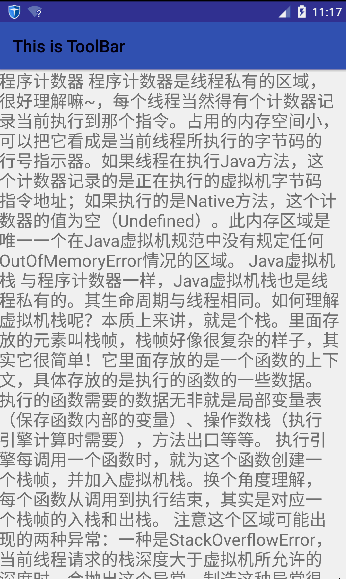 11:17
This is ToolBar
程序计数器 程序计数器是线程私有的区域，
很好理解嘛~，每个线程当然得有个计数器记
录当前执行到那个指令。占用的内存空间小，
可以把它看成是当前线程所执行的字节码的
行号指示器。如果线程在执行Java方法，这
个计数器记录的是正在执行的虚拟机字节码
指令地址；如果执行的是Native方法，这个计
数器的值为空（Undefined）。此内存区域是
唯一一个在Java虚拟机规范中没有规定任何
OutOfMemoryError情况的区域。 Java虚拟机
栈 与程序计数器一样，Java虚拟机栈也是线
程私有的。其生命周期与线程相同。如何理解
虚拟机栈呢？本质上来讲，就是个栈。里面存
放的元素叫栈帧，栈帧好像很复杂的样子，其
实它很简单！它里面存放的是一个函数的上下
文，具体存放的是执行的函数的一些数据。
执行的函数需要的数据无非就是局部变量表
（保存函数内部的变量）、操作数栈（执行
引擎计算时需要），方法出口等等。 执行引
擎每调用一个函数时，就为这个函数创建一
个栈帧，并加入虚拟机栈。换个角度理解，
每个函数从调用到执行结束，其实是对应一
个栈帧的入栈和出栈。 注意这个区域可能出
现的两种异常：一种是StackOverflowError，
当前线程请求的栈深度大于虚拟机所允许的
深度时，会抛出这个异常。制造这种异常很